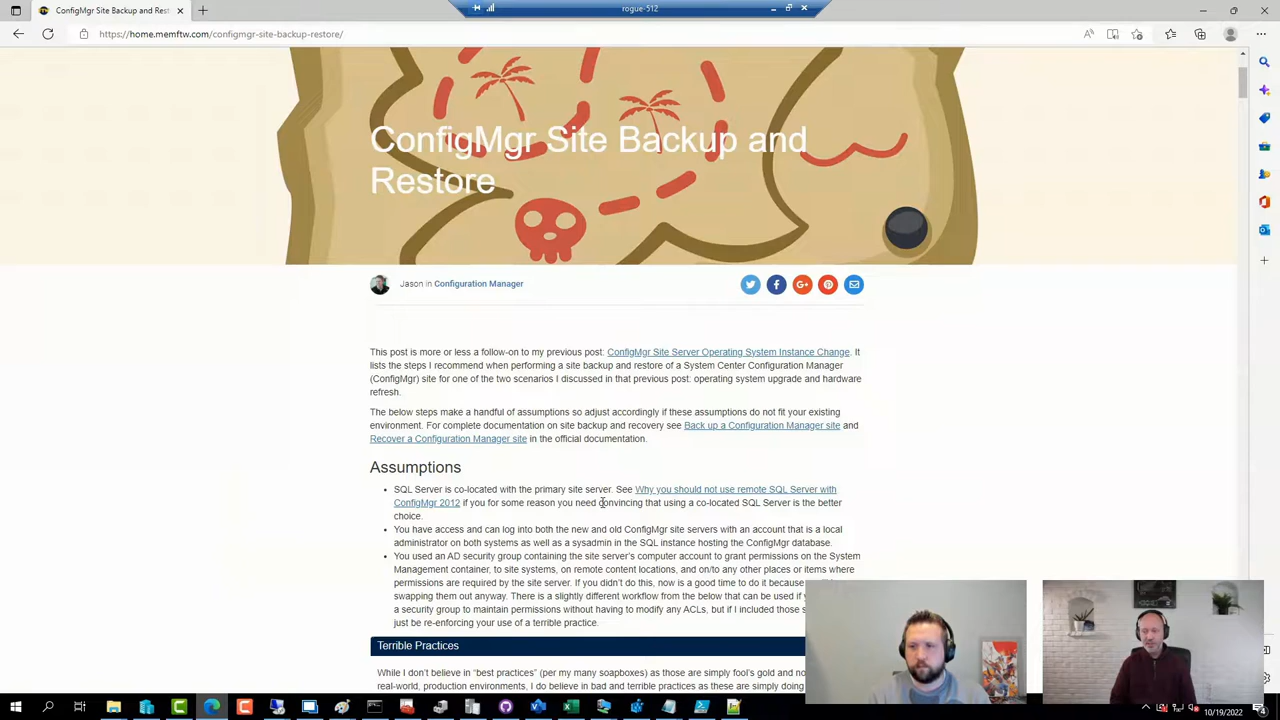 ConfigMgr Site Backup and Restore
rogue-512
https://home.memftw.com/configmgr-site-backup-restore/
ConfigMgr Site Backup and
Restore
Jason in Configuration Manager
This post is more or less a follow-on to my previous post: ConfigMgr Site Server Operating System Instance Change. It
lists the steps I recommend when performing a site backup and restore of a System Center Configuration Manager
(ConfigMgr) site for one of the two scenarios I discussed in that previous post: operating system upgrade and hardware
refresh.
The below steps make a handful of assumptions so adjust accordingly if these assumptions do not fit your existing
environment. For complete documentation on site backup and recovery see Back up a Configuration Manager site and
Recover a Configuration Manager site in the official documentation.
Assumptions
SQL Server is co-located with the primary site server. See Why you should not use remote SQL Server with
ConfigMgr 2012 if you for some reason you need convincing that using a co-located SQL Server is the better
choice.
You have access and can log into both the new and old ConfigMgr site servers with an account that is a local
administrator on both systems as well as a sysadmin in the SQL instance hosting the ConfigMgr database.
You used an AD security group containing the site server's computer account to grant permissions on the System
Management container, to site systems, on remote content locations, and on/to any other places or items where
permissions are required by the site server. If you didn't do this, now is a good time to do it because
swapping them out anyway. There is a slightly different workflow from the below that can be used if
a security group to maintain permissions without having to modify any ACLs, but if I included those
just be re-enforcing your use of a terrible practice.
Terrible Practices
While I don't believe in "best practices" (per my many soapboxes) as those are simply fool's gold and
real-world, production environments, I do believe in bad and terrible practices as these are simply doing
10/19/2022